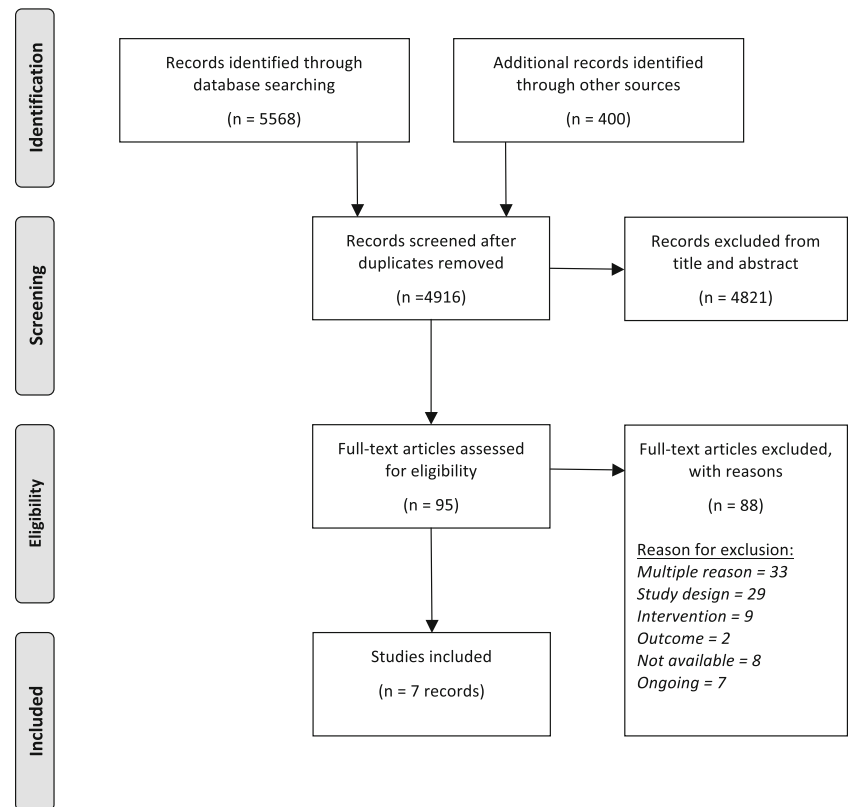 Identification
Records identified through
database searching
(n = 5568)
Additional records identified
through other sources
(n = 400)
Screening
Records screened after
duplicates removed
(n =4916)
Records excluded from
title and abstract
(n = 4821)
Eligibility
Full-text articles assessed
for eligibility
(n = 95)
Full-text articles excluded,
with reasons
(n = 88)
Reason for exclusion:
Multiple reason = 33
Study design = 29
Intervention = 9
Outcome = 2
Not available = 8
Ongoing = 7
Included
Studies included
(n = 7 records)